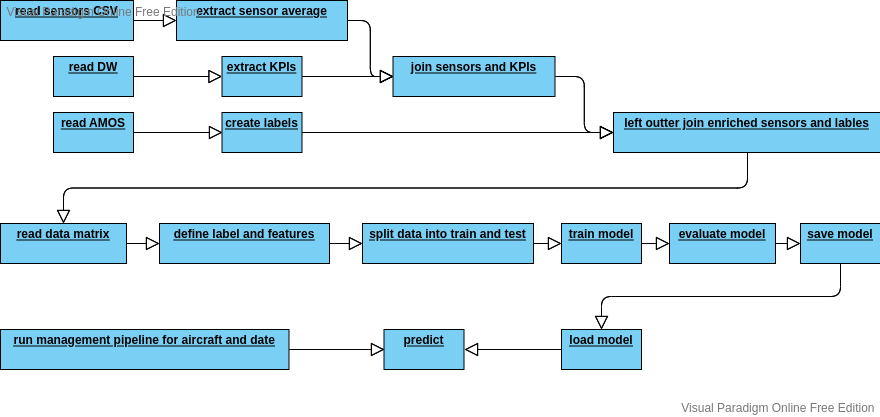 Visual Paradigm Online Free Edition
read sensors CSV
extract sensor average
read DW
extract KPIs
join sensors and KPIs
read AMOS
create labels
left outter join enriched sensors and lables
read data matrix
define label and features
split data into train and test
train model
evaluate model
save model
run management pipeline for aircraft and date
predict
load model
Visual Paradigm Online Free Edition